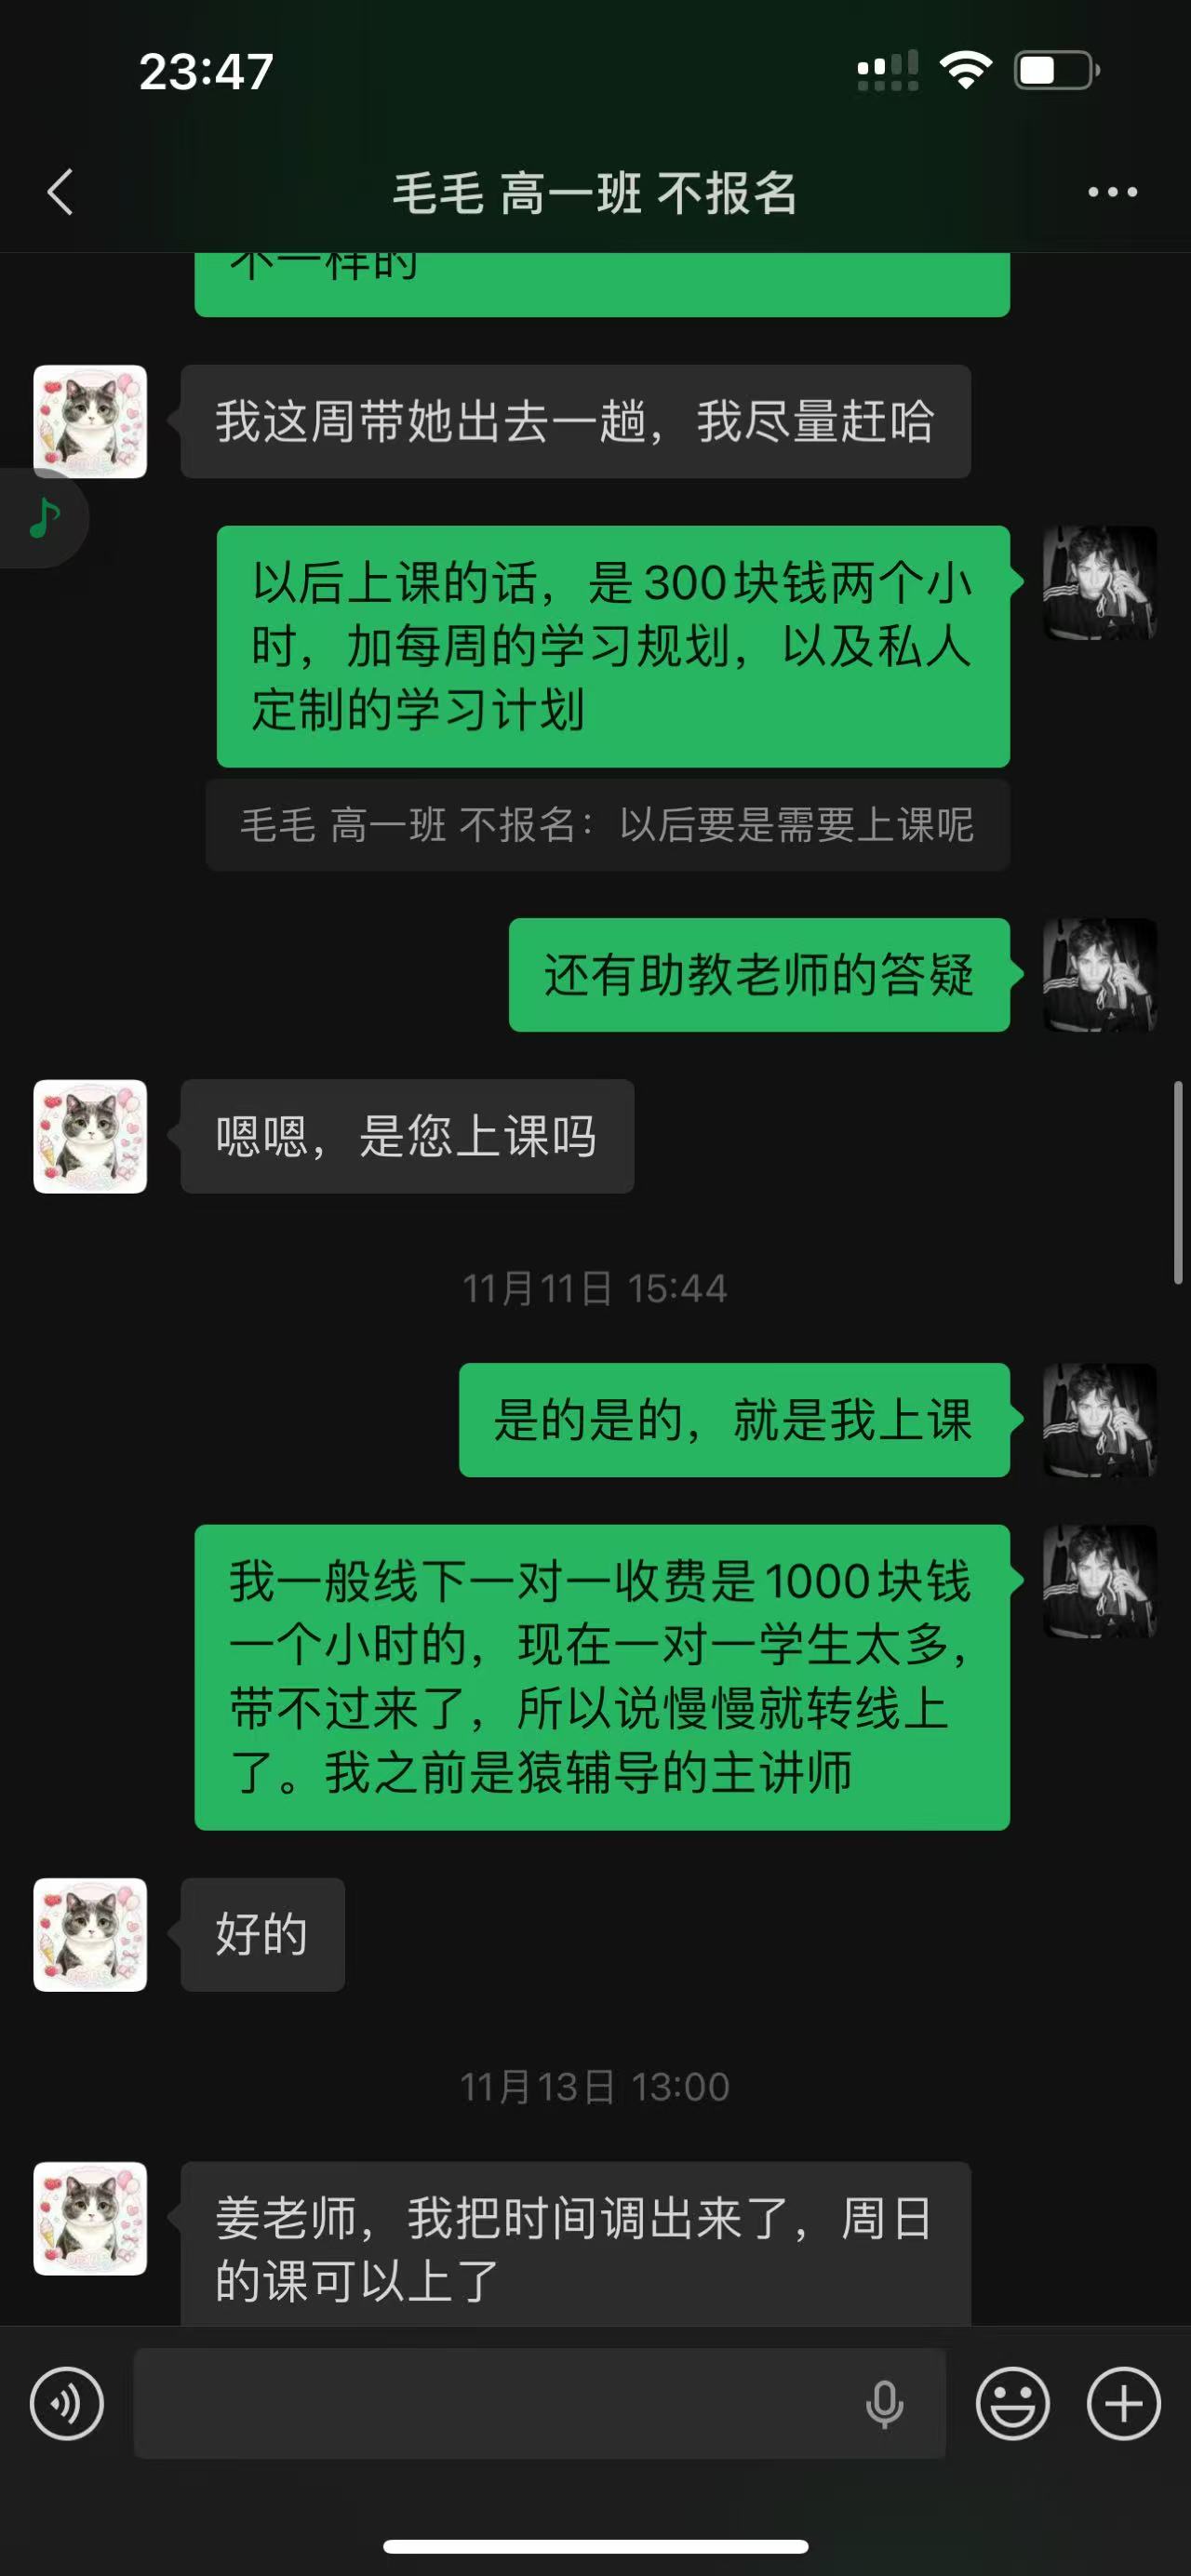 23:47
毛毛 高一班 不报名
不一样的
我这周带她出去一趟，我尽量赶哈
以后上课的话，是300块钱两个小
时，加每周的学习规划，以及私人
定制的学习计划
毛毛 高一班 不报名：以后要是需要上课呢
还有助教老师的答疑
嗯嗯，是您上课吗
11月11日 15:44
是的是的，就是我上课
我一般线下一对一收费是1000块钱
一个小时的，现在一对一学生太多，
带不过来了，所以说慢慢就转线上
了。我之前是猿辅导的主讲师
好的
11月13日 13:00
姜老师，我把时间调出来了，周日
的课可以上了